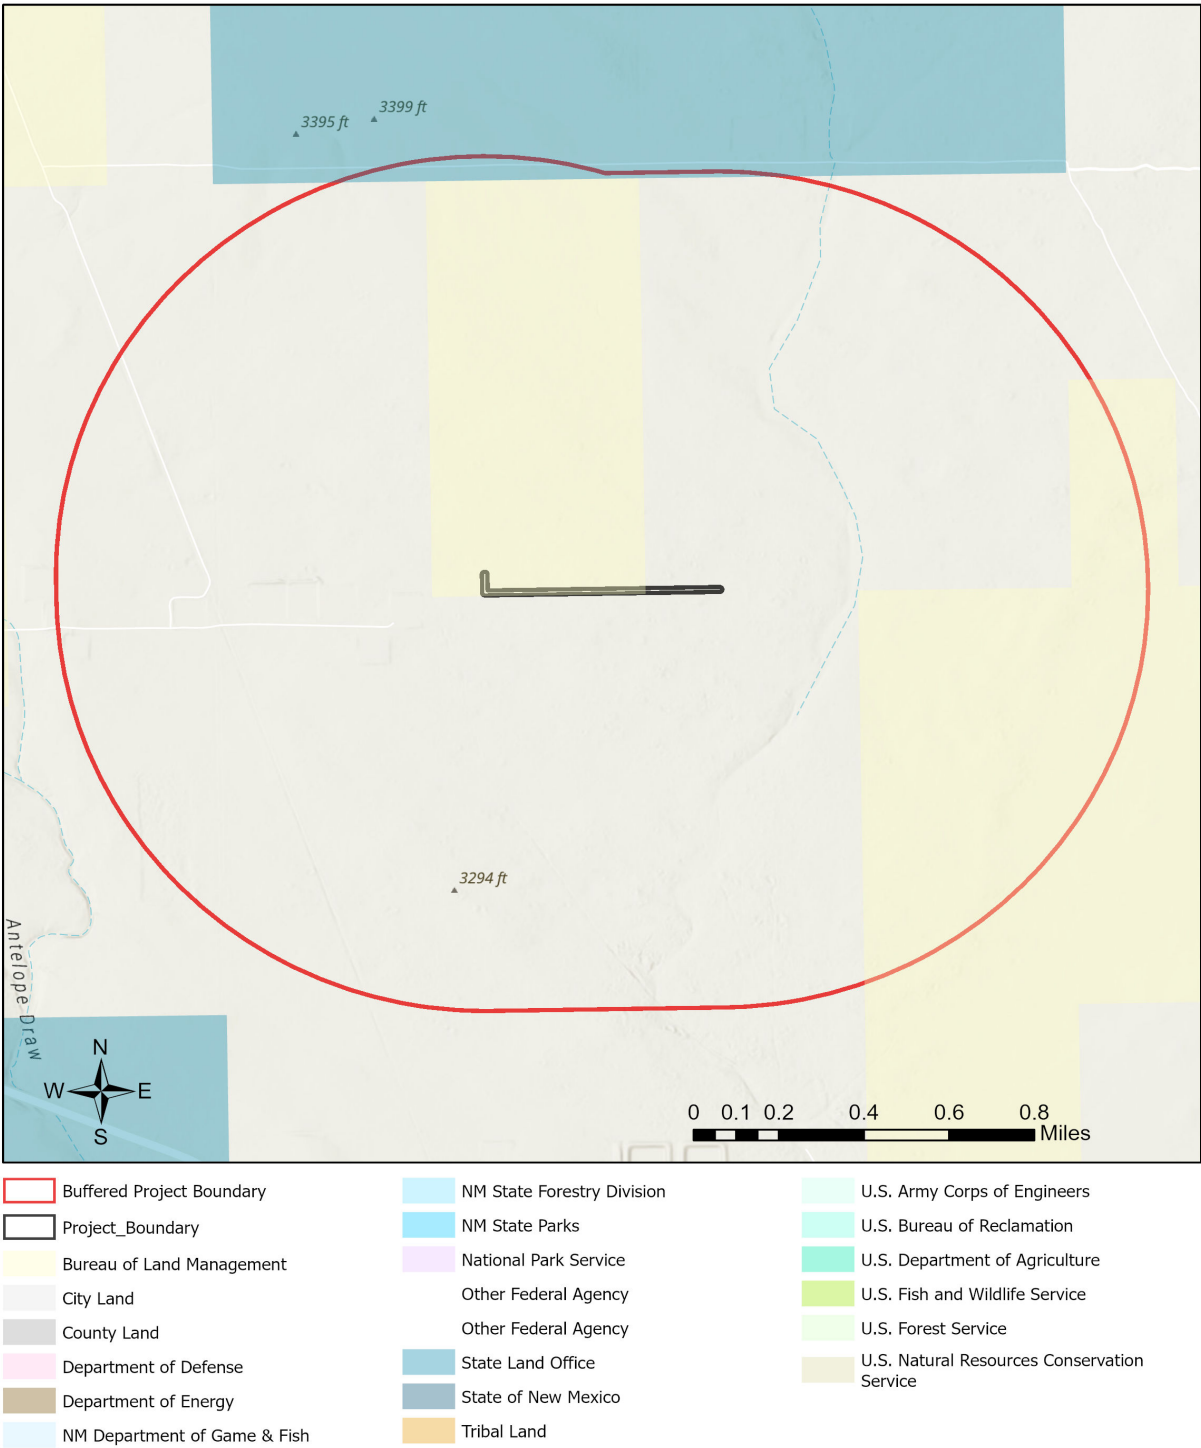 3399 ft
3395 ft
3294 ft
Antelope Draw
N
W E
S
0 0.1 0.2 0.4 0.6 0.8
Miles
Buffered Project Boundary
Project_Boundary
Bureau of Land Management
City Land
County Land
Department of Defense
Department of Energy
NM Department of Game & Fish
NM State Forestry Division
NM State Parks
National Park Service
Other Federal Agency
Other Federal Agency
State Land Office
State of New Mexico
Tribal Land
U.S. Army Corps of Engineers
U.S. Bureau of Reclamation
U.S. Department of Agriculture
U.S. Fish and Wildlife Service
U.S. Forest Service
U.S. Natural Resources Conservation
Service